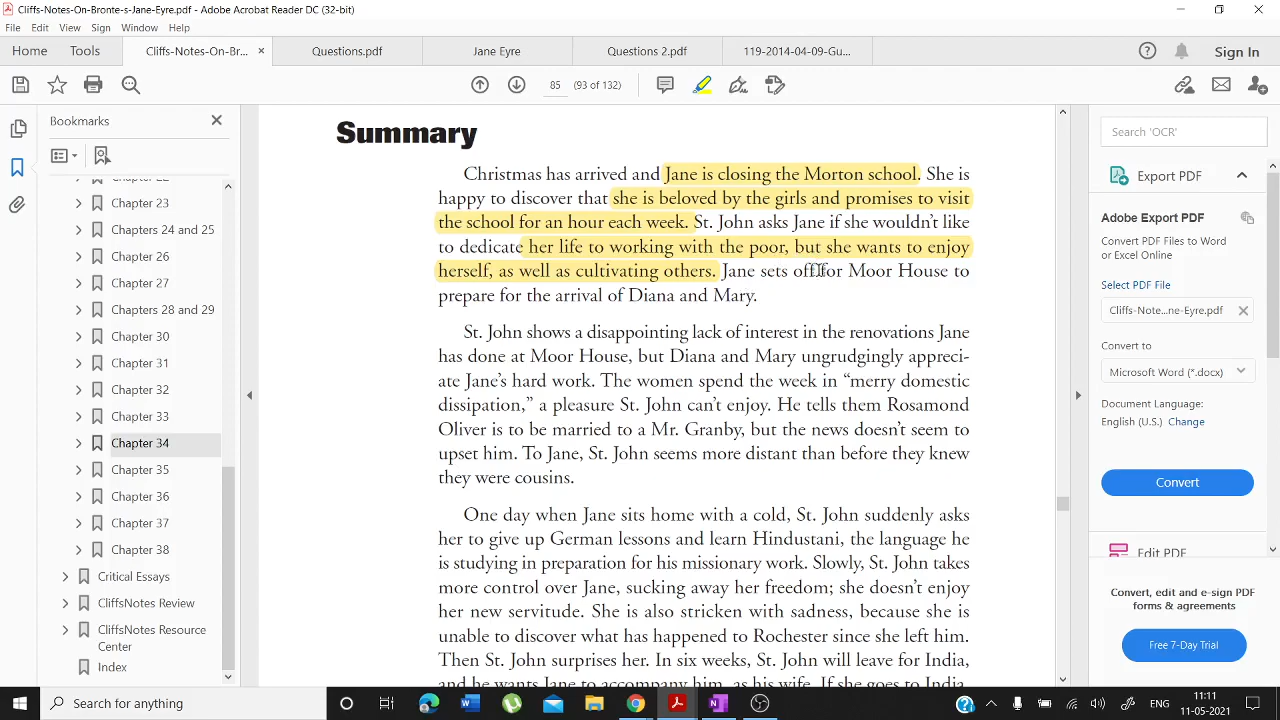 Cliffs-Notes-On-Bronte-s-Jane-Eyre.pdf - Adobe Acrobat Reader DC (32-bit)
File Edit View Sign Window Help
Home Tools Cliffs-Notes-On-Br... × Questions.pdf Jane Eyre Questions 2.pdf 119-2014-04-09-Gu... Sign In
85 (93 of 132)
Bookmarks
Chapter 22
Chapter 23
Chapters 24 and 25
Chapter 26
Chapter 27
Chapters 28 and 29
Chapter 30
Chapter 31
Chapter 32
Chapter 33
Chapter 34
Chapter 35
Chapter 36
Chapter 37
Chapter 38
Critical Essays
CliffsNotes Review
CliffsNotes Resource
Center
Index
Summary
Christmas has arrived and Jane is closing the Morton school. She is
happy to discover that she is beloved by the girls and promises to visit
the school for an hour each week. St. John asks Jane if she wouldn't like
to dedicate her life to working with the poor, but she wants to enjoy
herself, as well as cultivating others. Jane sets off for Moor House to
prepare for the arrival of Diana and Mary.
St. John shows a disappointing lack of interest in the renovations Jane
has done at Moor House, but Diana and Mary ungrudgingly appreci-
ate Jane's hard work. The women spend the week in “merry domestic
dissipation,” a pleasure St. John can't enjoy. He tells them Rosamond
Oliver is to be married to a Mr. Granby, but the news doesn't seem to
upset him. To Jane, St. John seems more distant than before they knew
they were cousins.
One day when Jane sits home with a cold, St. John suddenly asks
her to give up German lessons and learn Hindustani, the language he
is studying in preparation for his missionary work. Slowly, St. John takes
more control over Jane, sucking away her freedom; she doesn't enjoy
her new servitude. She is also stricken with sadness, because she is
unable to discover what has happened to Rochester since she left him.
Then St. John surprises her. In six weeks, St. John will leave for India,
and he wants Jane to accompany him, as his wife. If she goes to India,
Search 'OCR'
Export PDF
Adobe Export PDF
Convert PDF Files to Word
or Excel Online
Select PDF File
Cliffs-Note...ne-Eyre.pdf
Convert to
Microsoft Word (*.docx)
Document Language:
English (U.S.) Change
Convert
Edit PDF
Convert, edit and e-sign PDF
forms & agreements
Free 7-Day Trial
Search for anything
ENG
11:11
11-05-2021